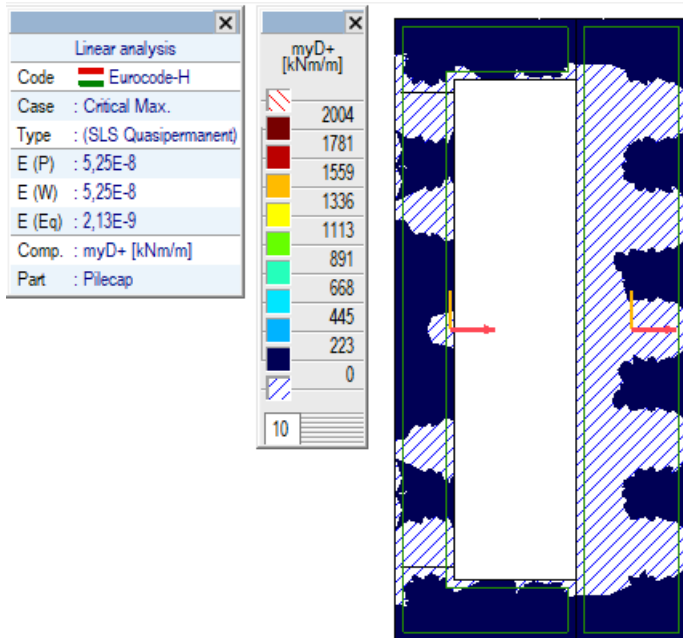 Linear analysis
Code Eurocode-H
Case : Critical Max.
Type : (SLS Quasipermanent)
E (P) : 5,25E-8
E (W) : 5,25E-8
E (Eq) : 2,13E-9
Comp. : myD+ [kNm/m]
Part : Pilecap
myD+
[kNm/m]
2004
1781
1559
1336
1113
891
668
445
223
0
10